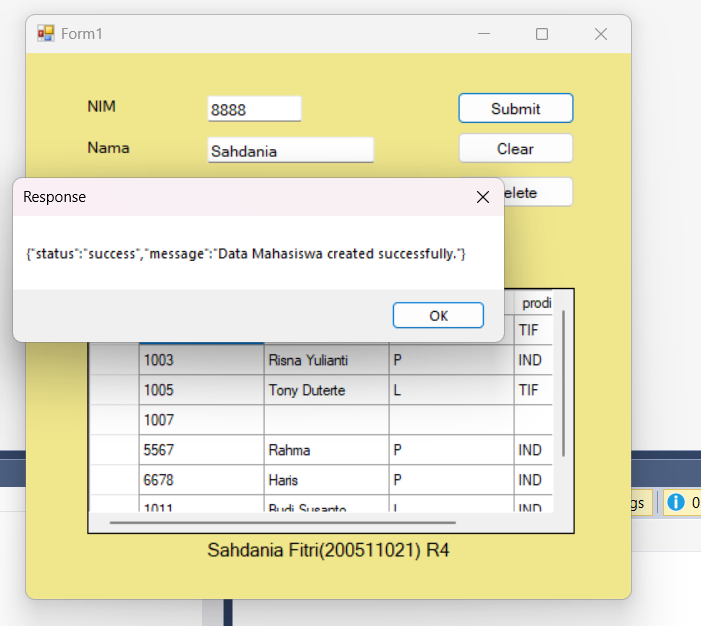 Form1
NIM 8888 Submit
Nama Sahdania Clear
elete
Response
{"status":"success","message":"Data Mahasiswa created successfully."}
OK
prodi
TIF
1003 Risna Yulianti P IND
1005 Tony Duterte L TIF
1007
5567 Rahma P IND
6678 Haris P IND
1011 Budi Susanto L IND
Sahdania Fitri(200511021) R4
gs 0